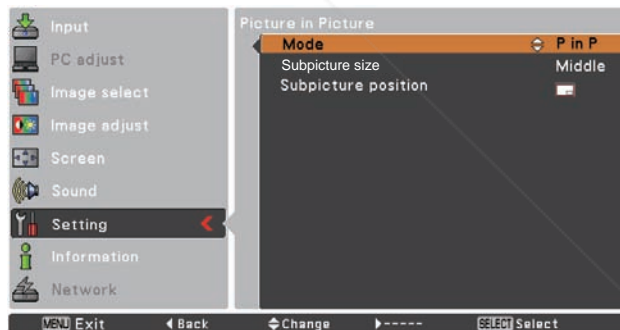 Input
PC adjust
Image select
Image adjust
Screen
Sound
Setting
Information
Network
Picture in Picture
Mode P in P
Subpicture size Middle
Subpicture position
MENU Exit Back Change ----- SELECT Select